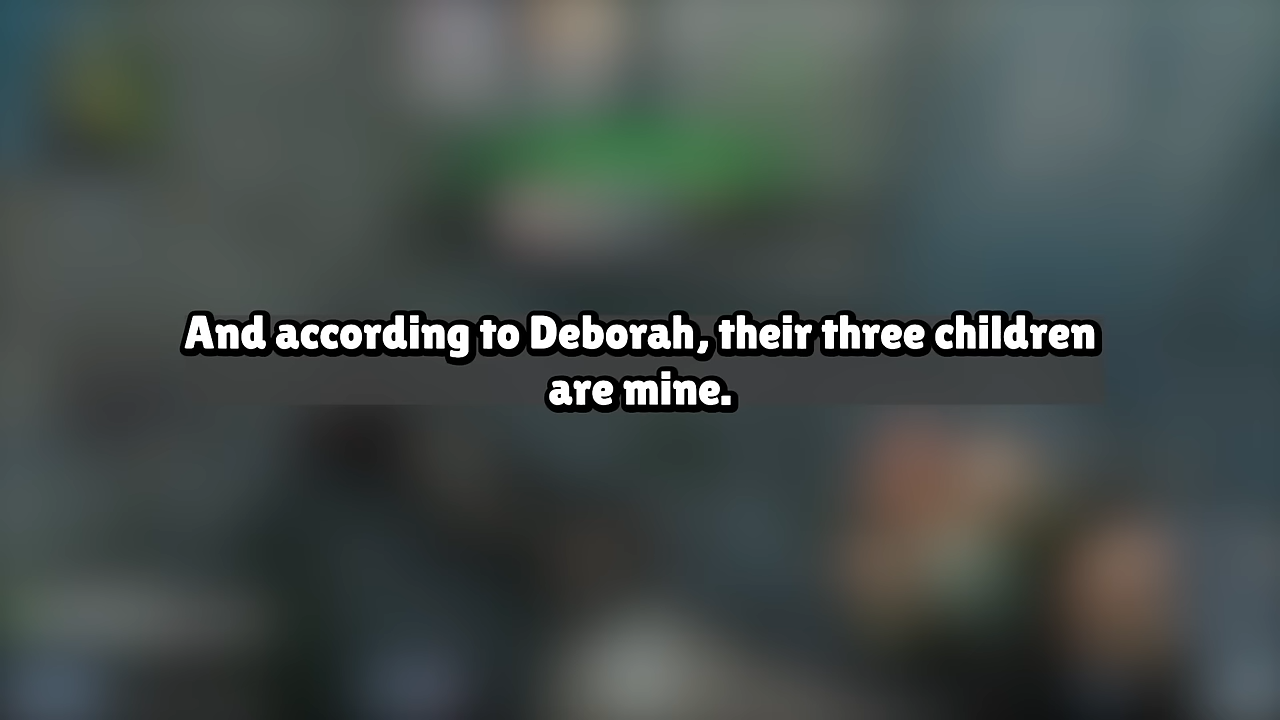 And according to Deborah, their three children
are mine.